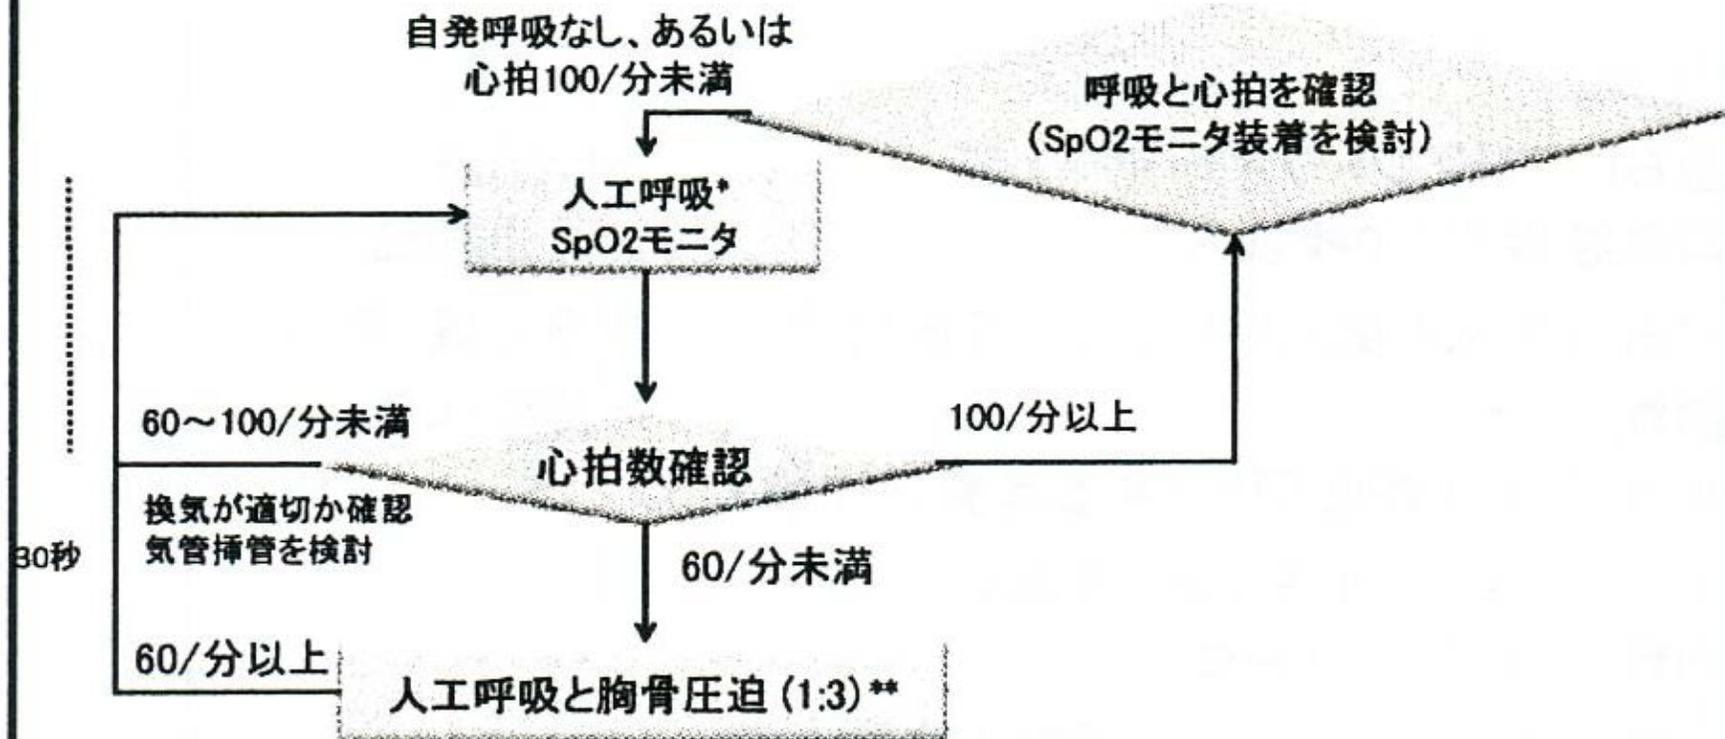 自発呼吸なし、あるいは
心拍100/分未満
呼吸と心拍を確認
(SpO2モニタ装着を検討)
人工呼吸*
SpO2モニタ
60～100/分未満
100/分以上
心拍数確認
換気が適切か確認
気管挿管を検討
30秒
60/分未満
60/分以上
人工呼吸と胸骨圧迫 (1:3)**